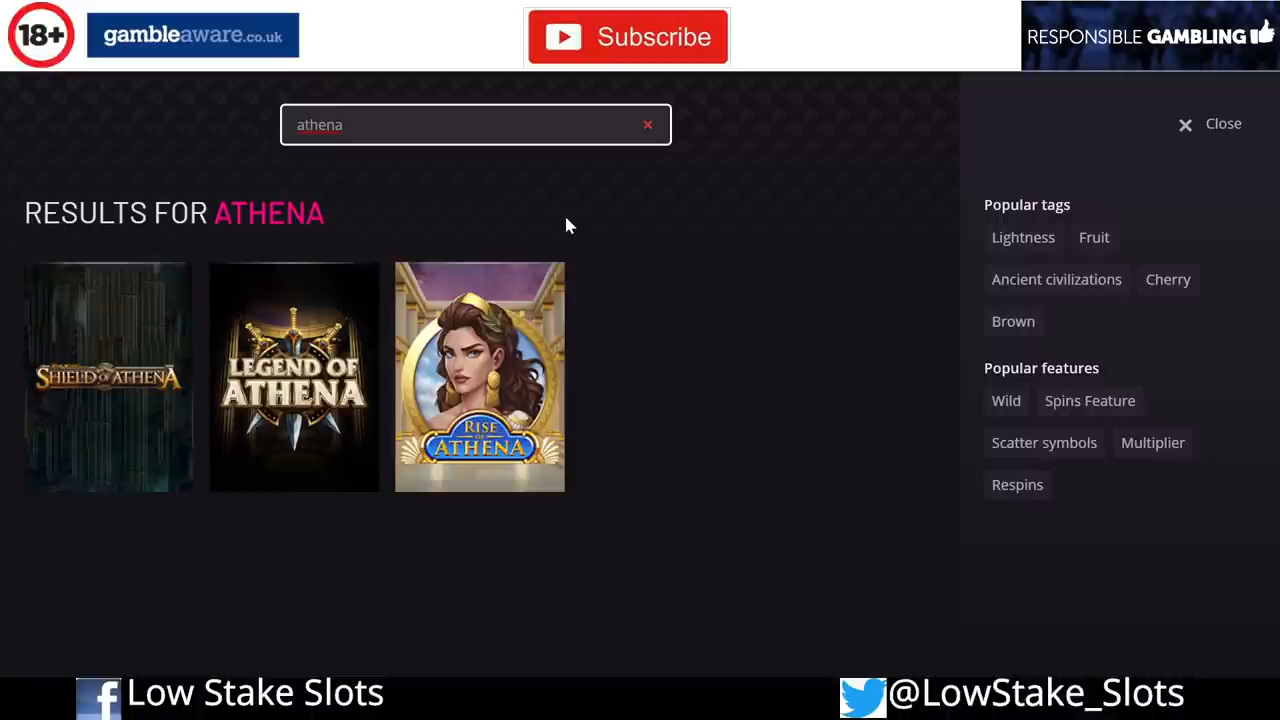 18+
gambleaware.co.uk
Subscribe
RESPONSIBLE GAMBLING
athena
Close
RESULTS FOR ATHENA
SHIELD OF ATHENA
LEGEND OF
ATHENA
RISE
OF
ATHENA
Popular tags
Lightness Fruit
Ancient civilizations Cherry
Brown
Popular features
Wild Spins Feature
Scatter symbols Multiplier
Respins
Low Stake Slots
@LowStake_Slots